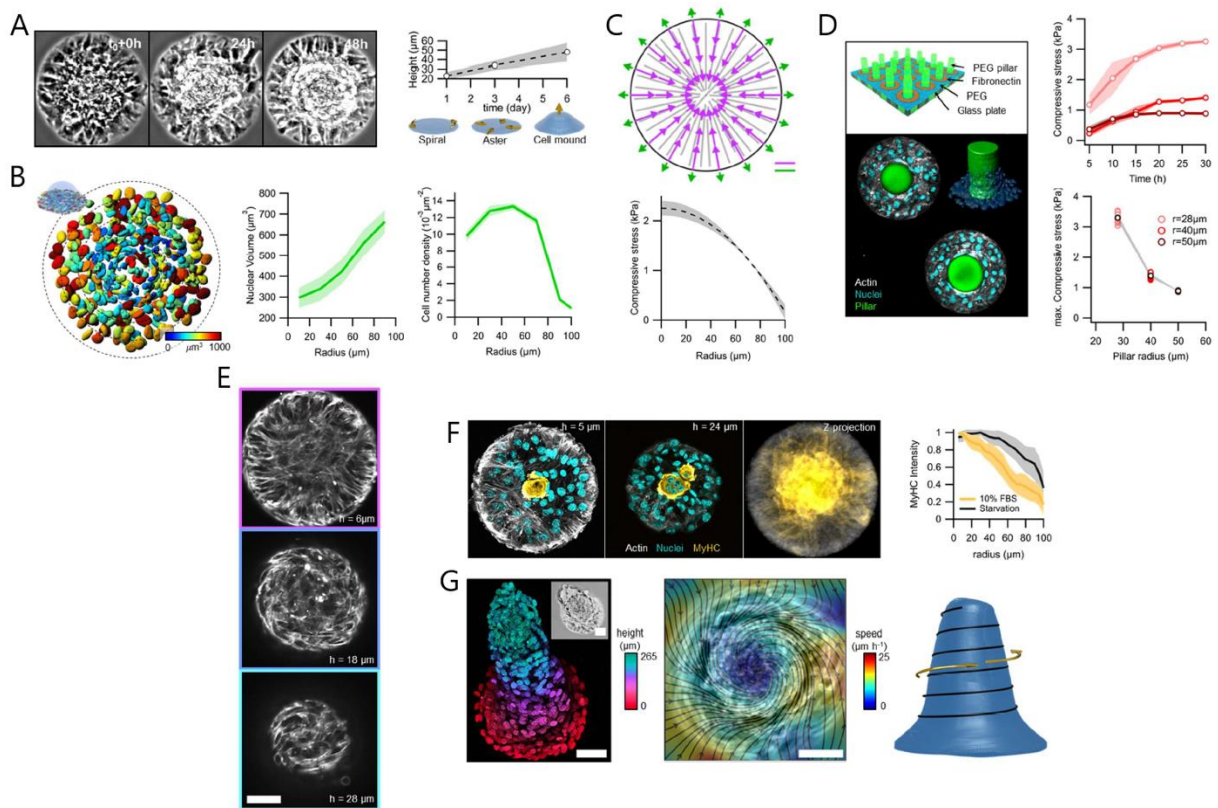 A
t₀+0h
24h
48h
Height (µm)
60
50
40
30
20
1 2 3 4 5 6
time (day)
Spiral
Aster
Cell mound
B
0 µm³ 1000
Nuclear Volume (µm³)
700
600
500
400
300
200
0 20 40 60 80 100
Radius (µm)
Cell number density (10⁻³ µm⁻²)
14
12
10
8
6
4
2
0
0 20 40 60 80 100
Radius (µm)
C
Compressive stress (kPa)
2
1
0
0 20 40 60 80 100
Radius (µm)
D
PEG pillar
Fibronectin
PEG
Glass plate
Actin
Nuclei
Pillar
Compressive stress (kPa)
4
3
2
1
0
5 10 15 20 25 30
Time (h)
max. Compressive stress (kPa)
4
3
2
1
0
r=28µm
r=40µm
r=50µm
20 30 40 50 60
Pillar radius (µm)
E
h = 6µm
h = 18 µm
h = 28 µm
F
h = 5 µm
h = 24 µm
Z projection
Actin Nuclei MyHC
MyHC Intensity
1
0.8
0.6
0.4
0.2
0
10% FBS
Starvation
0 20 40 60 80 100
radius (µm)
G
height
(µm)
265
0
speed
(µm h⁻¹)
25
0